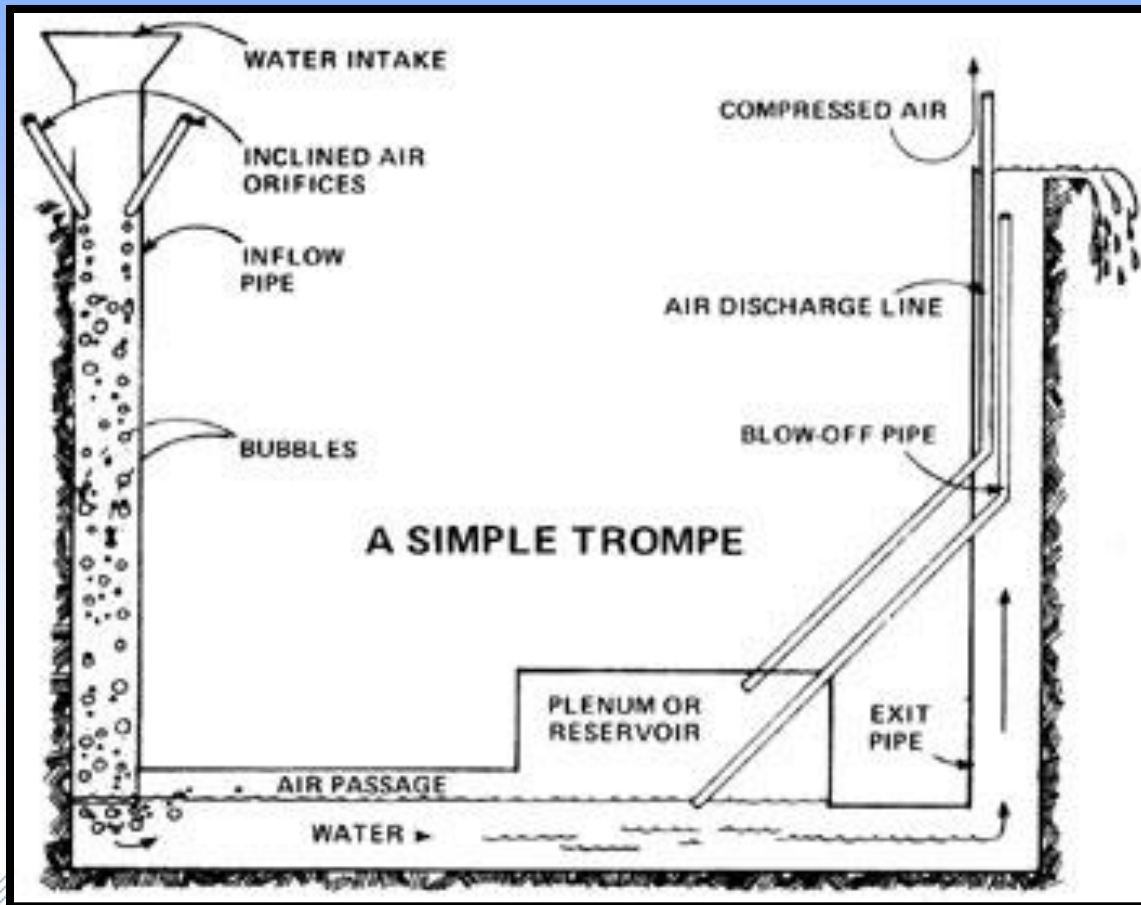 WATER INTAKE
COMPRESSED AIR
INCLINED AIR
ORIFICES
INFLOW
PIPE
AIR DISCHARGE LINE
BUBBLES
BLOW-OFF PIPE
A SIMPLE TROMPE
PLENUM OR
RESERVOIR
EXIT
PIPE
AIR PASSAGE
WATER